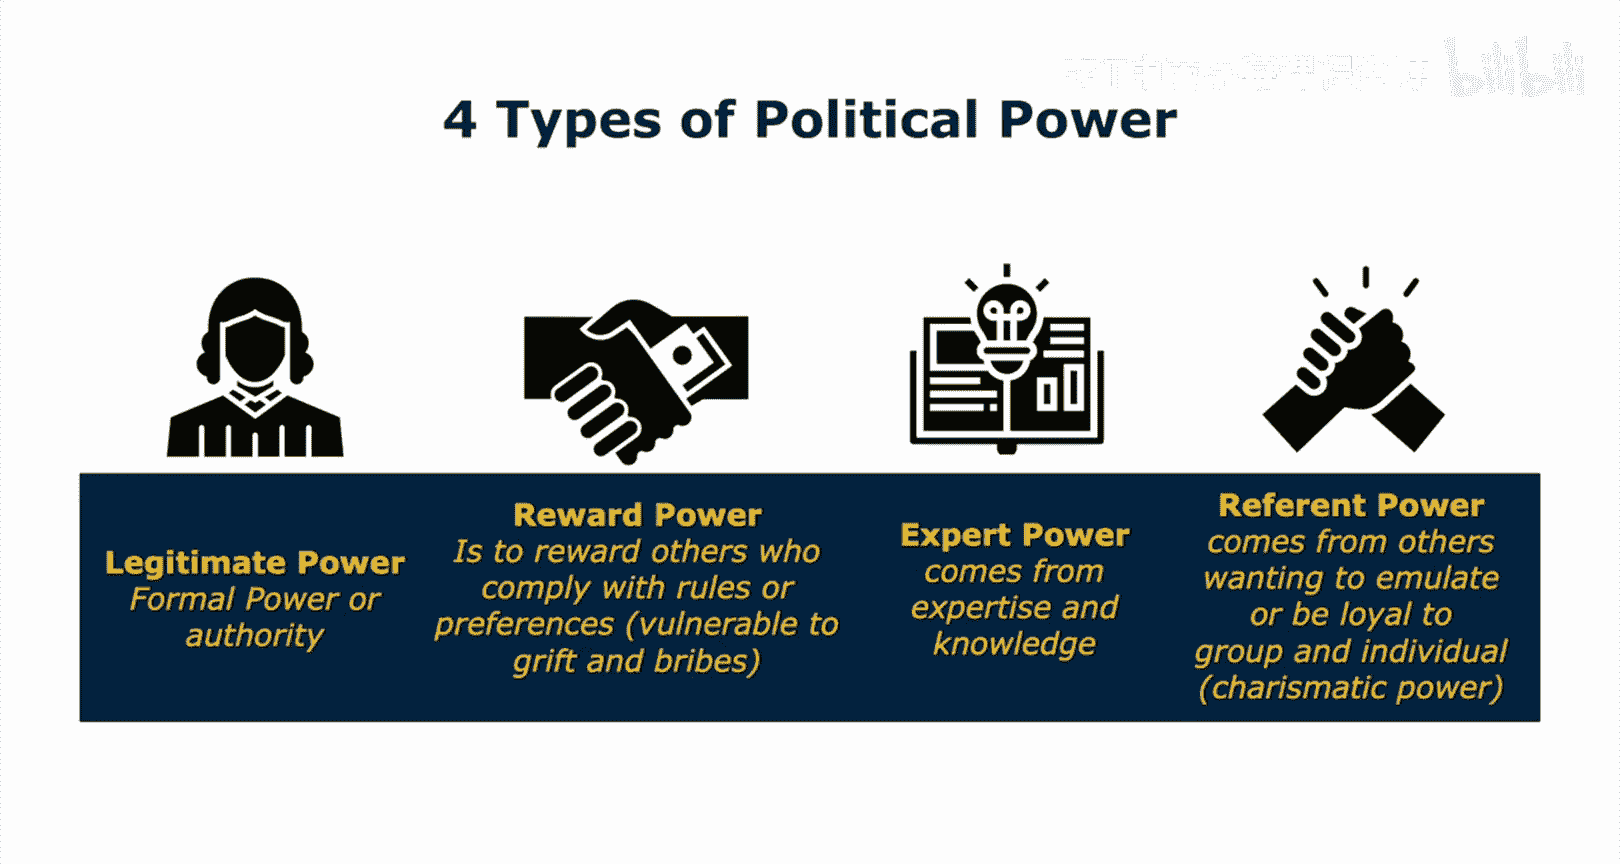 bilibili
4 Types of Political Power
Legitimate Power
Formal Power or
authority
Reward Power
Is to reward others who
comply with rules or
preferences (vulnerable to
grift and bribes)
Expert Power
comes from
expertise and
knowledge
Referent Power
comes from others
wanting to emulate
or be loyal to
group and individual
(charismatic power)